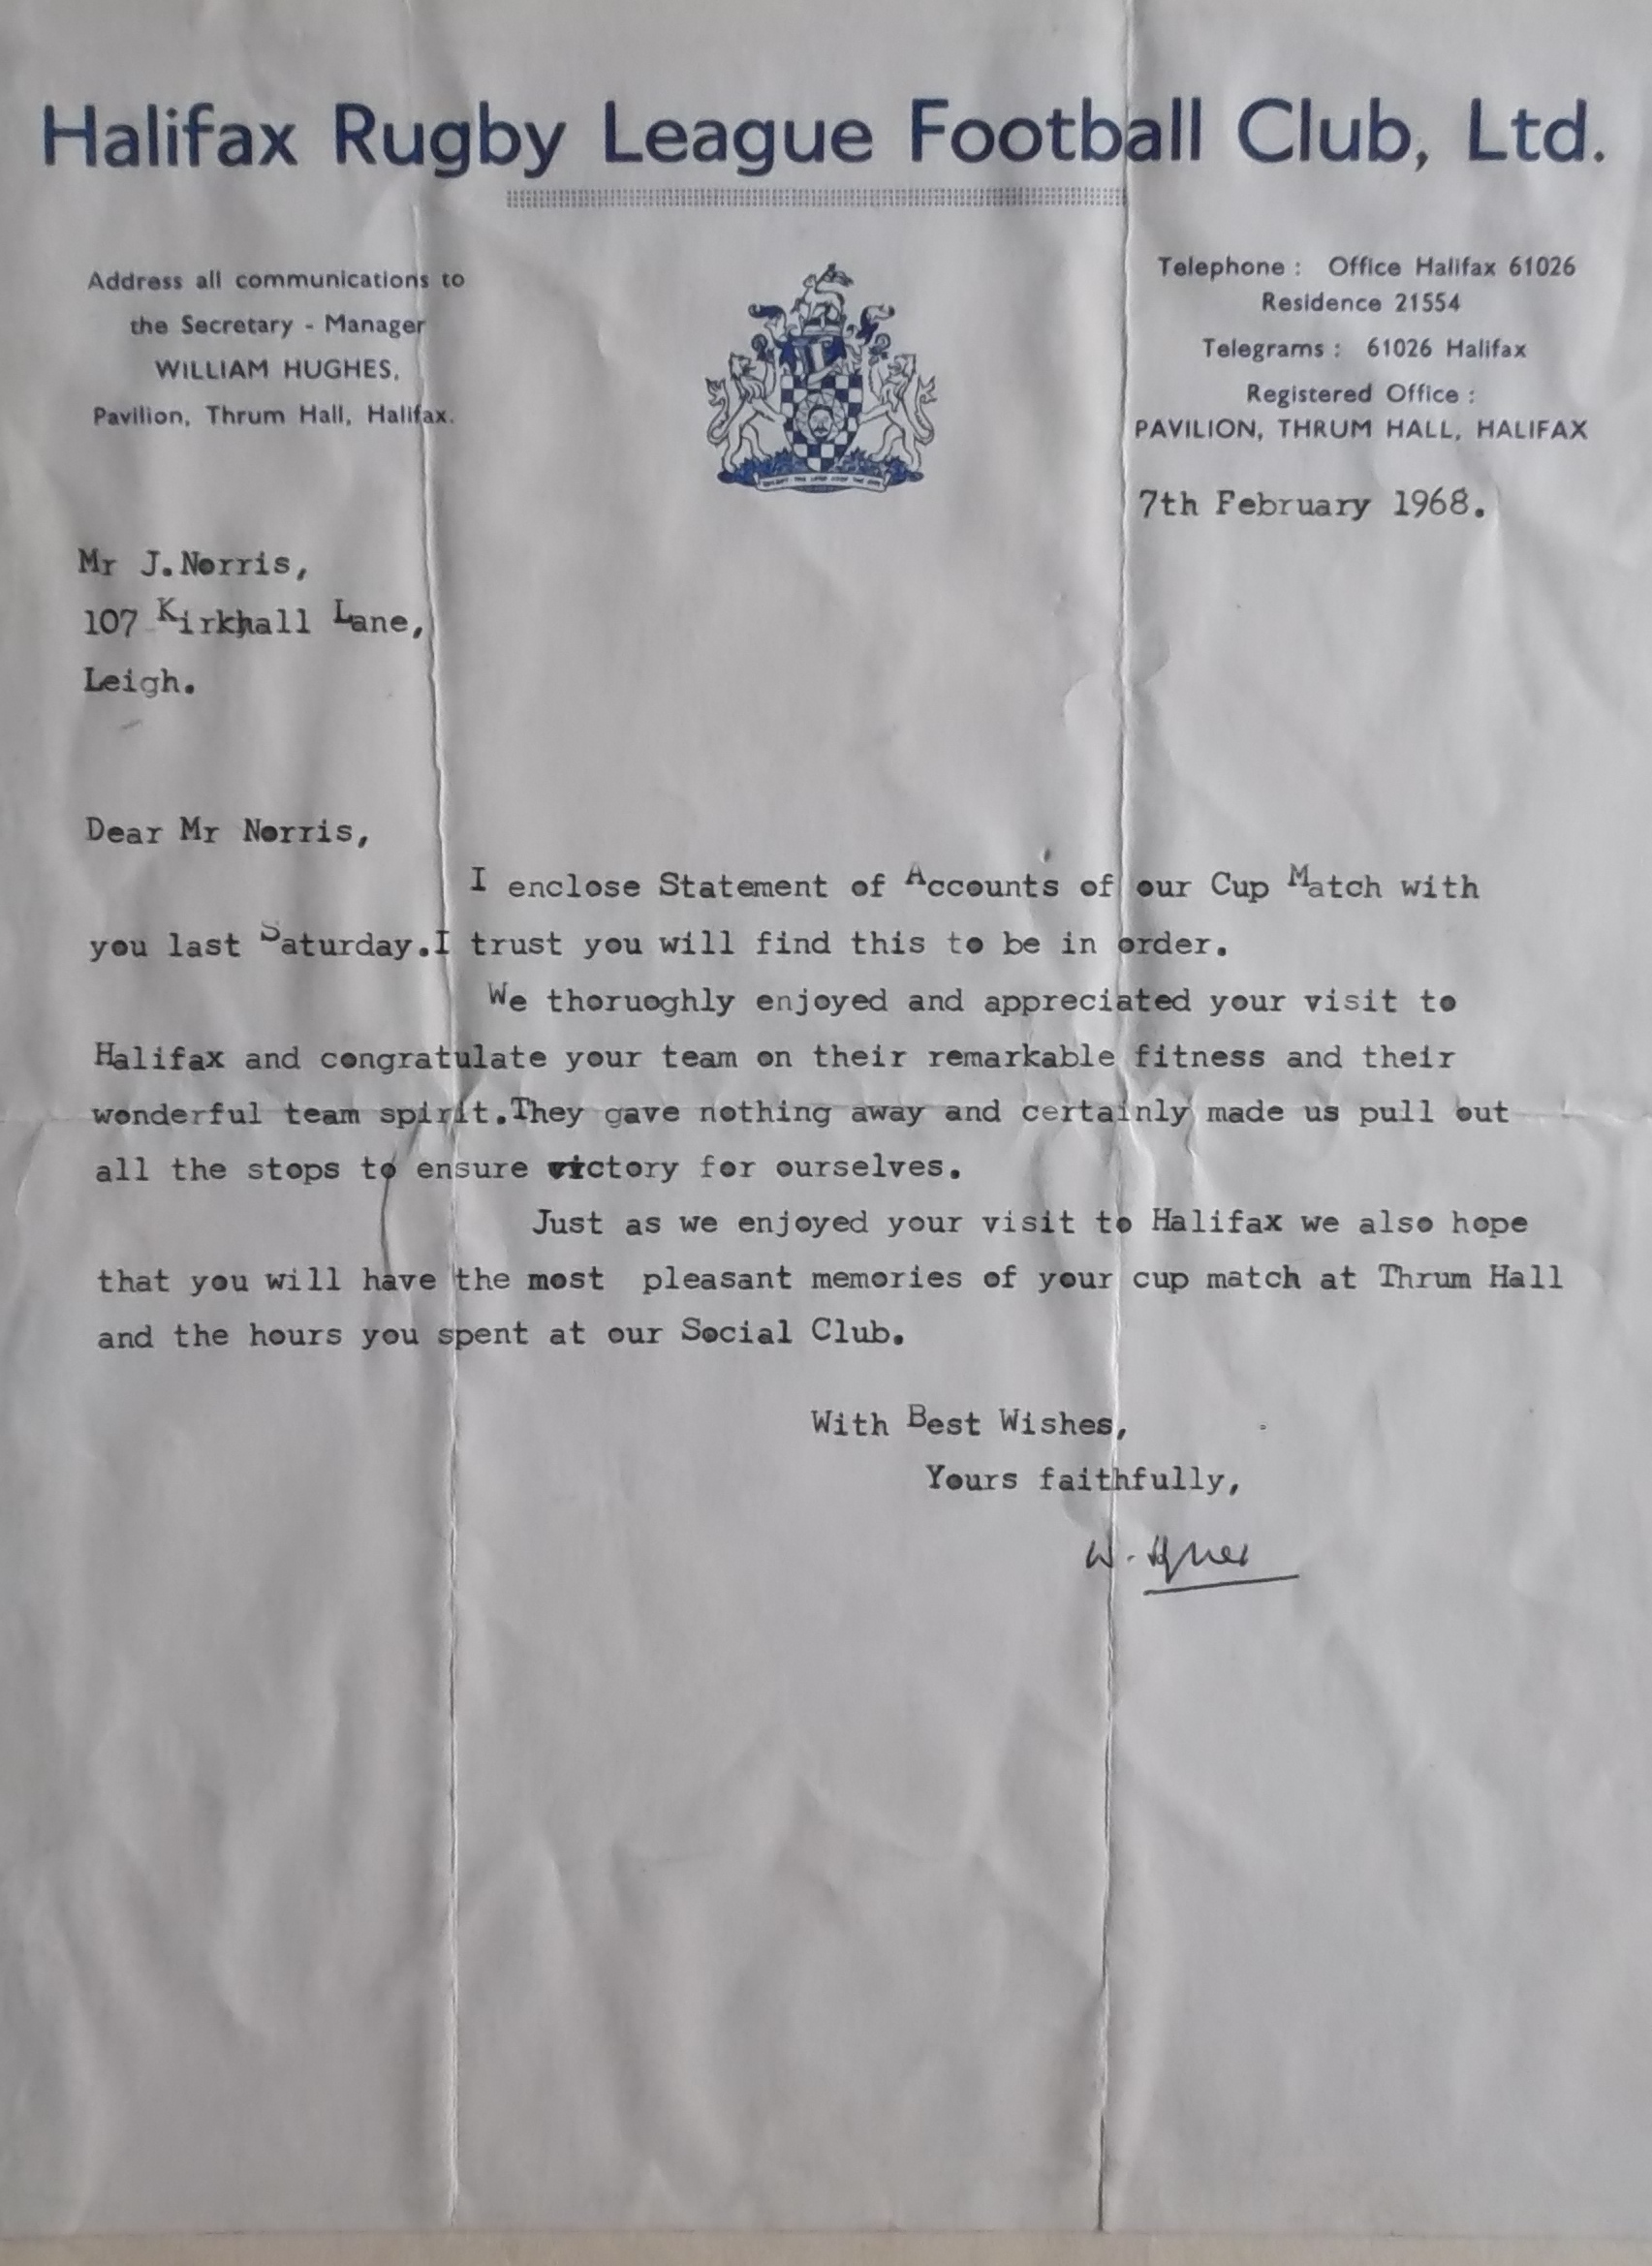 Halifax Rugby League Football Club, Ltd.
Address all communications to
the Secretary - Manager
WILLIAM HUGHES,
Pavilion, Thrum Hall, Halifax.
Telephone : Office Halifax 61026
Residence 21554
Telegrams : 61026 Halifax
Registered Office :
PAVILION, THRUM HALL, HALIFAX
7th February 1968.
Mr J.Norris,
107 Kirkhall Lane,
Leigh.
Dear Mr Norris,
I enclose Statement of Accounts of our Cup Match with
you last Saturday.I trust you will find this to be in order.
We thoruoghly enjoyed and appreciated your visit to
Halifax and congratulate your team on their remarkable fitness and their
wonderful team spirit.They gave nothing away and certainly made us pull out
all the stops to ensure victory for ourselves.
Just as we enjoyed your visit to Halifax we also hope
that you will have the most pleasant memories of your cup match at Thrum Hall
and the hours you spent at our Social Club.
With Best Wishes,
Yours faithfully,
W.